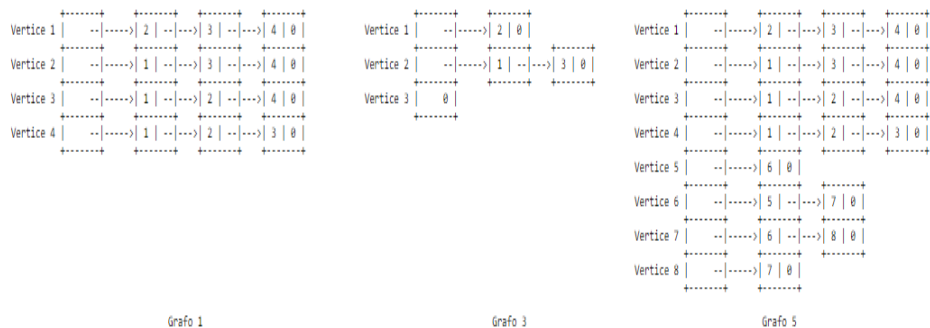 Vertice 1 | --|----->| 2 | --|--->| 3 | --|--->| 4 | 0 |
Vertice 2 | --|----->| 1 | --|--->| 3 | --|--->| 4 | 0 |
Vertice 3 | --|----->| 1 | --|--->| 2 | --|--->| 4 | 0 |
Vertice 4 | --|----->| 1 | --|--->| 2 | --|--->| 3 | 0 |
Grafo 1
Vertice 1 | --|----->| 2 | 0 |
Vertice 2 | --|----->| 1 | --|--->| 3 | 0 |
Vertice 3 | 0 |
Grafo 3
Vertice 1 | --|----->| 2 | --|--->| 3 | --|--->| 4 | 0 |
Vertice 2 | --|----->| 1 | --|--->| 3 | --|--->| 4 | 0 |
Vertice 3 | --|----->| 1 | --|--->| 2 | --|--->| 4 | 0 |
Vertice 4 | --|----->| 1 | --|--->| 2 | --|--->| 3 | 0 |
Vertice 5 | --|----->| 6 | 0 |
Vertice 6 | --|----->| 5 | --|--->| 7 | 0 |
Vertice 7 | --|----->| 6 | --|--->| 8 | 0 |
Vertice 8 | --|----->| 7 | 0 |
Grafo 5